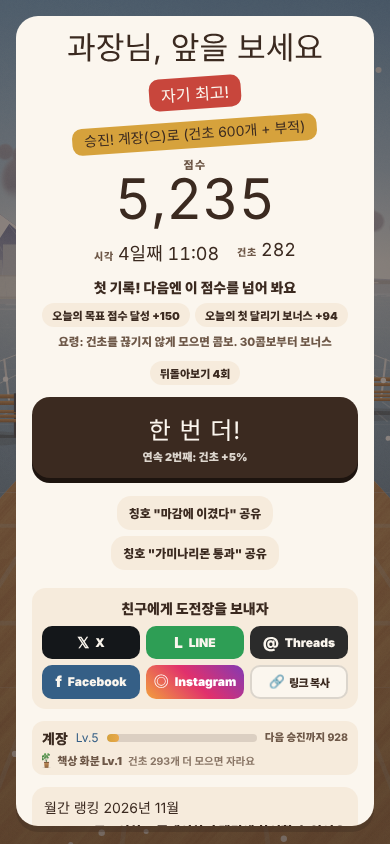 과장님, 앞을 보세요
자기 최고!
승진! 계장(으)로 (건초 600개 + 부적)
점수
5,235
시각 4일째 11:08 건초 282
첫 기록! 다음엔 이 점수를 넘어 봐요
오늘의 목표 점수 달성 +150 오늘의 첫 달리기 보너스 +94
요령: 건초를 끊기지 않게 모으면 콤보. 30콤보부터 보너스
뒤돌아보기 4회
한 번 더!
연속 2번째: 건초 +5%
칭호 "마감에 이겼다" 공유
칭호 "가미나리몬 통과" 공유
친구에게 도전장을 보내자
𝕏 X L LINE @ Threads
f Facebook Instagram 링크 복사
계장 Lv.5 다음 승진까지 928
책상 화분 Lv.1 건초 293개 더 모으면 자라요
월간 랭킹 2026년 11월